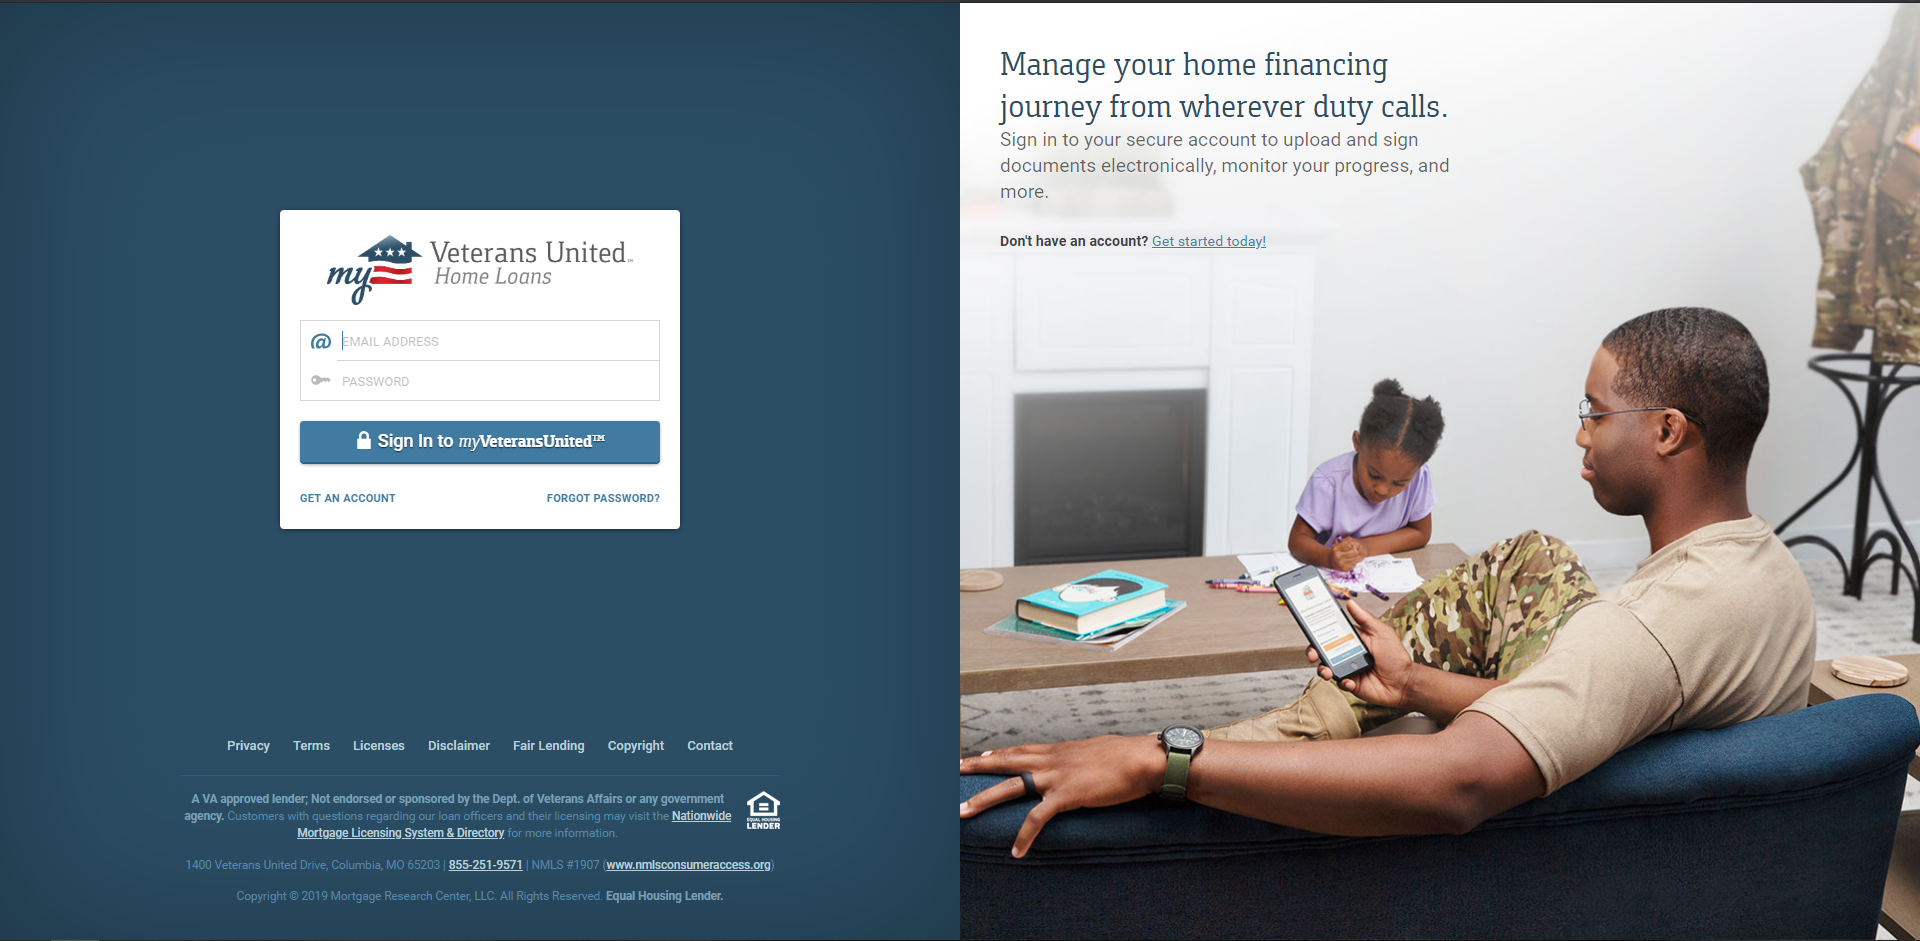 my
Veterans United™
Home Loans
@ EMAIL ADDRESS
PASSWORD
Sign In to myVeteransUnited™
GET AN ACCOUNT
FORGOT PASSWORD?
Privacy Terms Licenses Disclaimer Fair Lending Copyright Contact
A VA approved lender; Not endorsed or sponsored by the Dept. of Veterans Affairs or any government
agency. Customers with questions regarding our loan officers and their licensing may visit the Nationwide
Mortgage Licensing System & Directory for more information.
EQUAL HOUSING
LENDER
1400 Veterans United Drive, Columbia, MO 65203 | 855-251-9571 | NMLS #1907 (www.nmlsconsumeraccess.org)
Copyright © 2019 Mortgage Research Center, LLC. All Rights Reserved. Equal Housing Lender.
Manage your home financing
journey from wherever duty calls.
Sign in to your secure account to upload and sign
documents electronically, monitor your progress, and
more.
Don't have an account? Get started today!